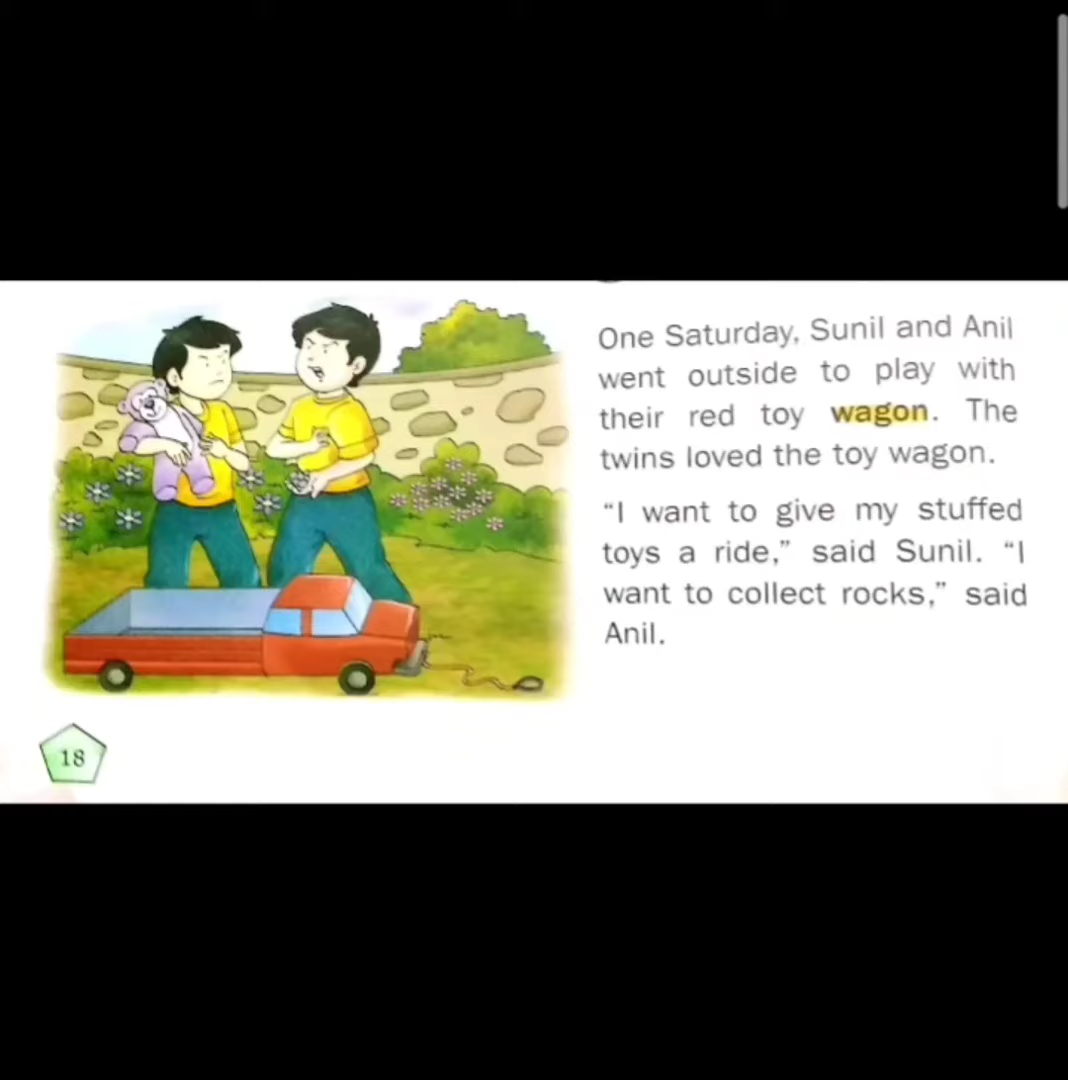 One Saturday, Sunil and Anil
went outside to play with
their red toy wagon. The
twins loved the toy wagon.
“I want to give my stuffed
toys a ride,” said Sunil. “I
want to collect rocks,” said
Anil.
18